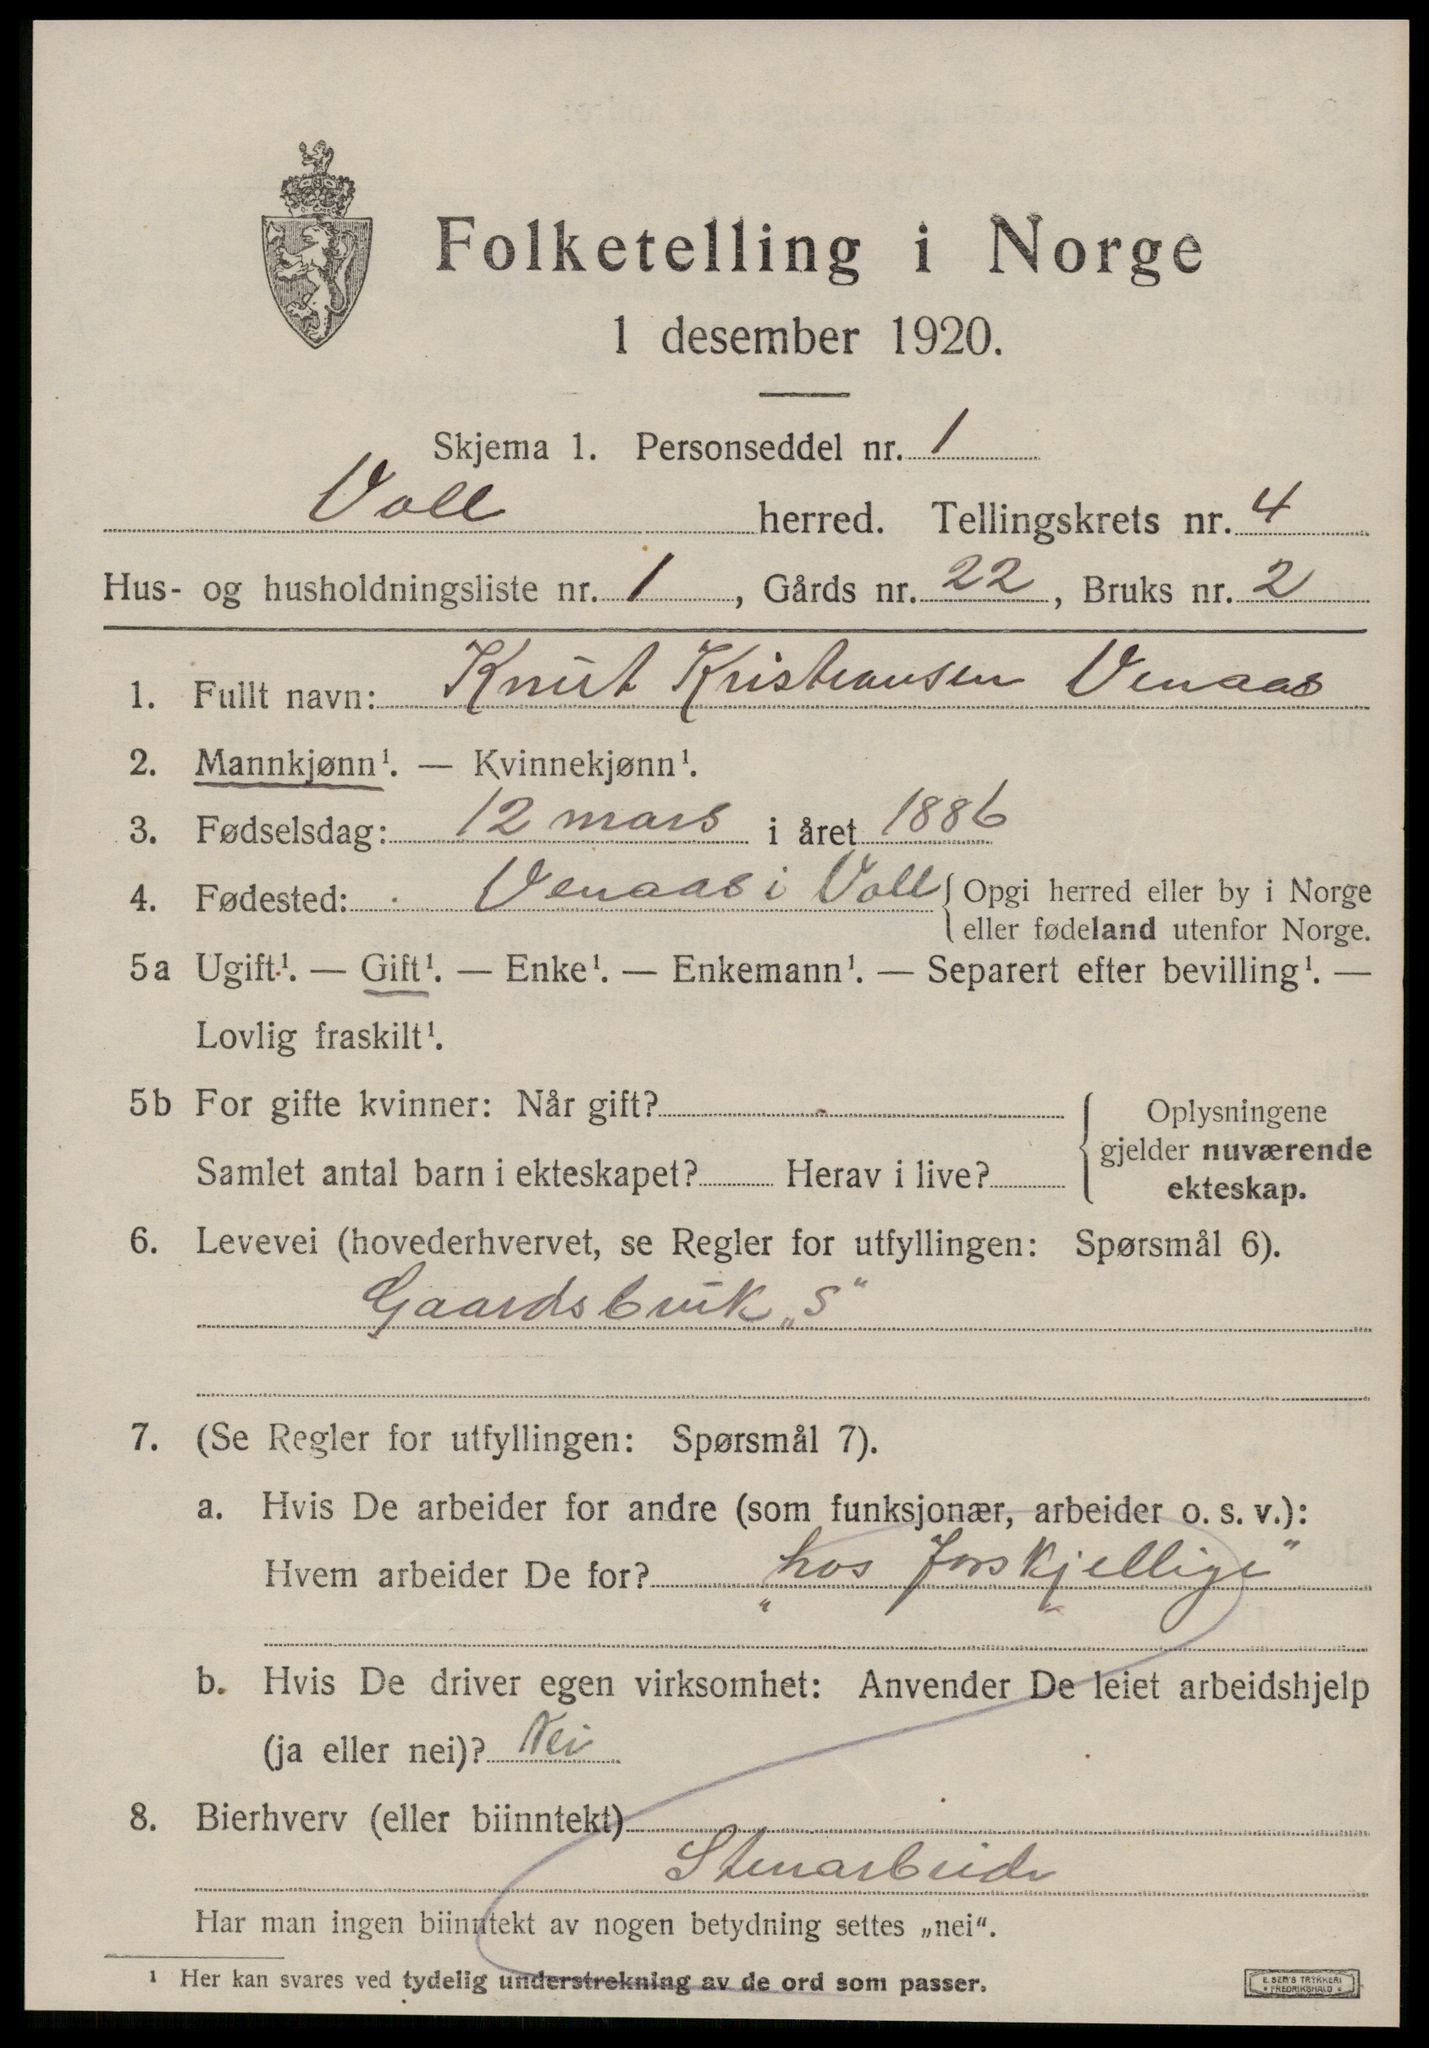 Folketelling i Norge
1 desember 1920.
Skjema 1. Personseddel nr. 1
Voll herred. Tellingskrets nr. 4
Hus- og husholdningsliste nr. 1, Gårds nr. 22, Bruks nr. 2
1. Fullt navn: Knut Kristiansen Venaas
2. Mannkjønn¹. — Kvinnekjønn¹.
3. Fødselsdag: 12 mars i året 1886
4. Fødested: Venaas i Voll { Opgi herred eller by i Norge
eller fødeland utenfor Norge.
5a Ugift¹. — Gift¹. — Enke¹. — Enkemann¹. — Separert efter bevilling¹. —
Lovlig fraskilt¹.
5b For gifte kvinner: Når gift?
Samlet antal barn i ekteskapet? Herav i live?
{ Oplysningene
gjelder nuværende
ekteskap.
6. Levevei (hovederhvervet, se Regler for utfyllingen: Spørsmål 6).
Gaardsbruk „S“
7. (Se Regler for utfyllingen: Spørsmål 7).
a. Hvis De arbeider for andre (som funksjonær, arbeider o. s. v.):
Hvem arbeider De for? „hos forskjellige“
b. Hvis De driver egen virksomhet: Anvender De leiet arbeidshjelp
(ja eller nei)? Nei
8. Bierhverv (eller biinntekt)
Stenarbeide
Har man ingen biinntekt av nogen betydning settes „nei“.
¹ Her kan svares ved tydelig understrekning av de ord som passer.
E. SEM'S TRYKKERI
FREDRIKSHALD